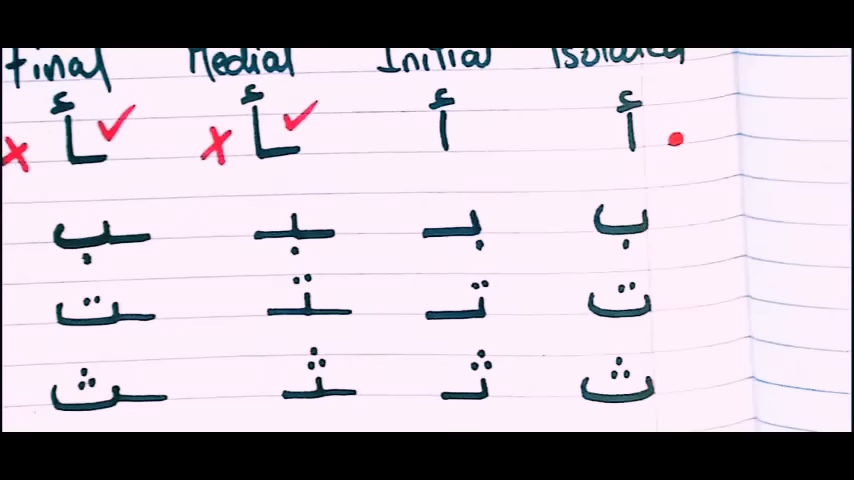 Final Medial Initial Isolated
أ أ ـأ ✓ x ـأ ✓ x
ب بـ ـبـ ـب
ت تـ ـتـ ـت
ث ثـ ـثـ ـث